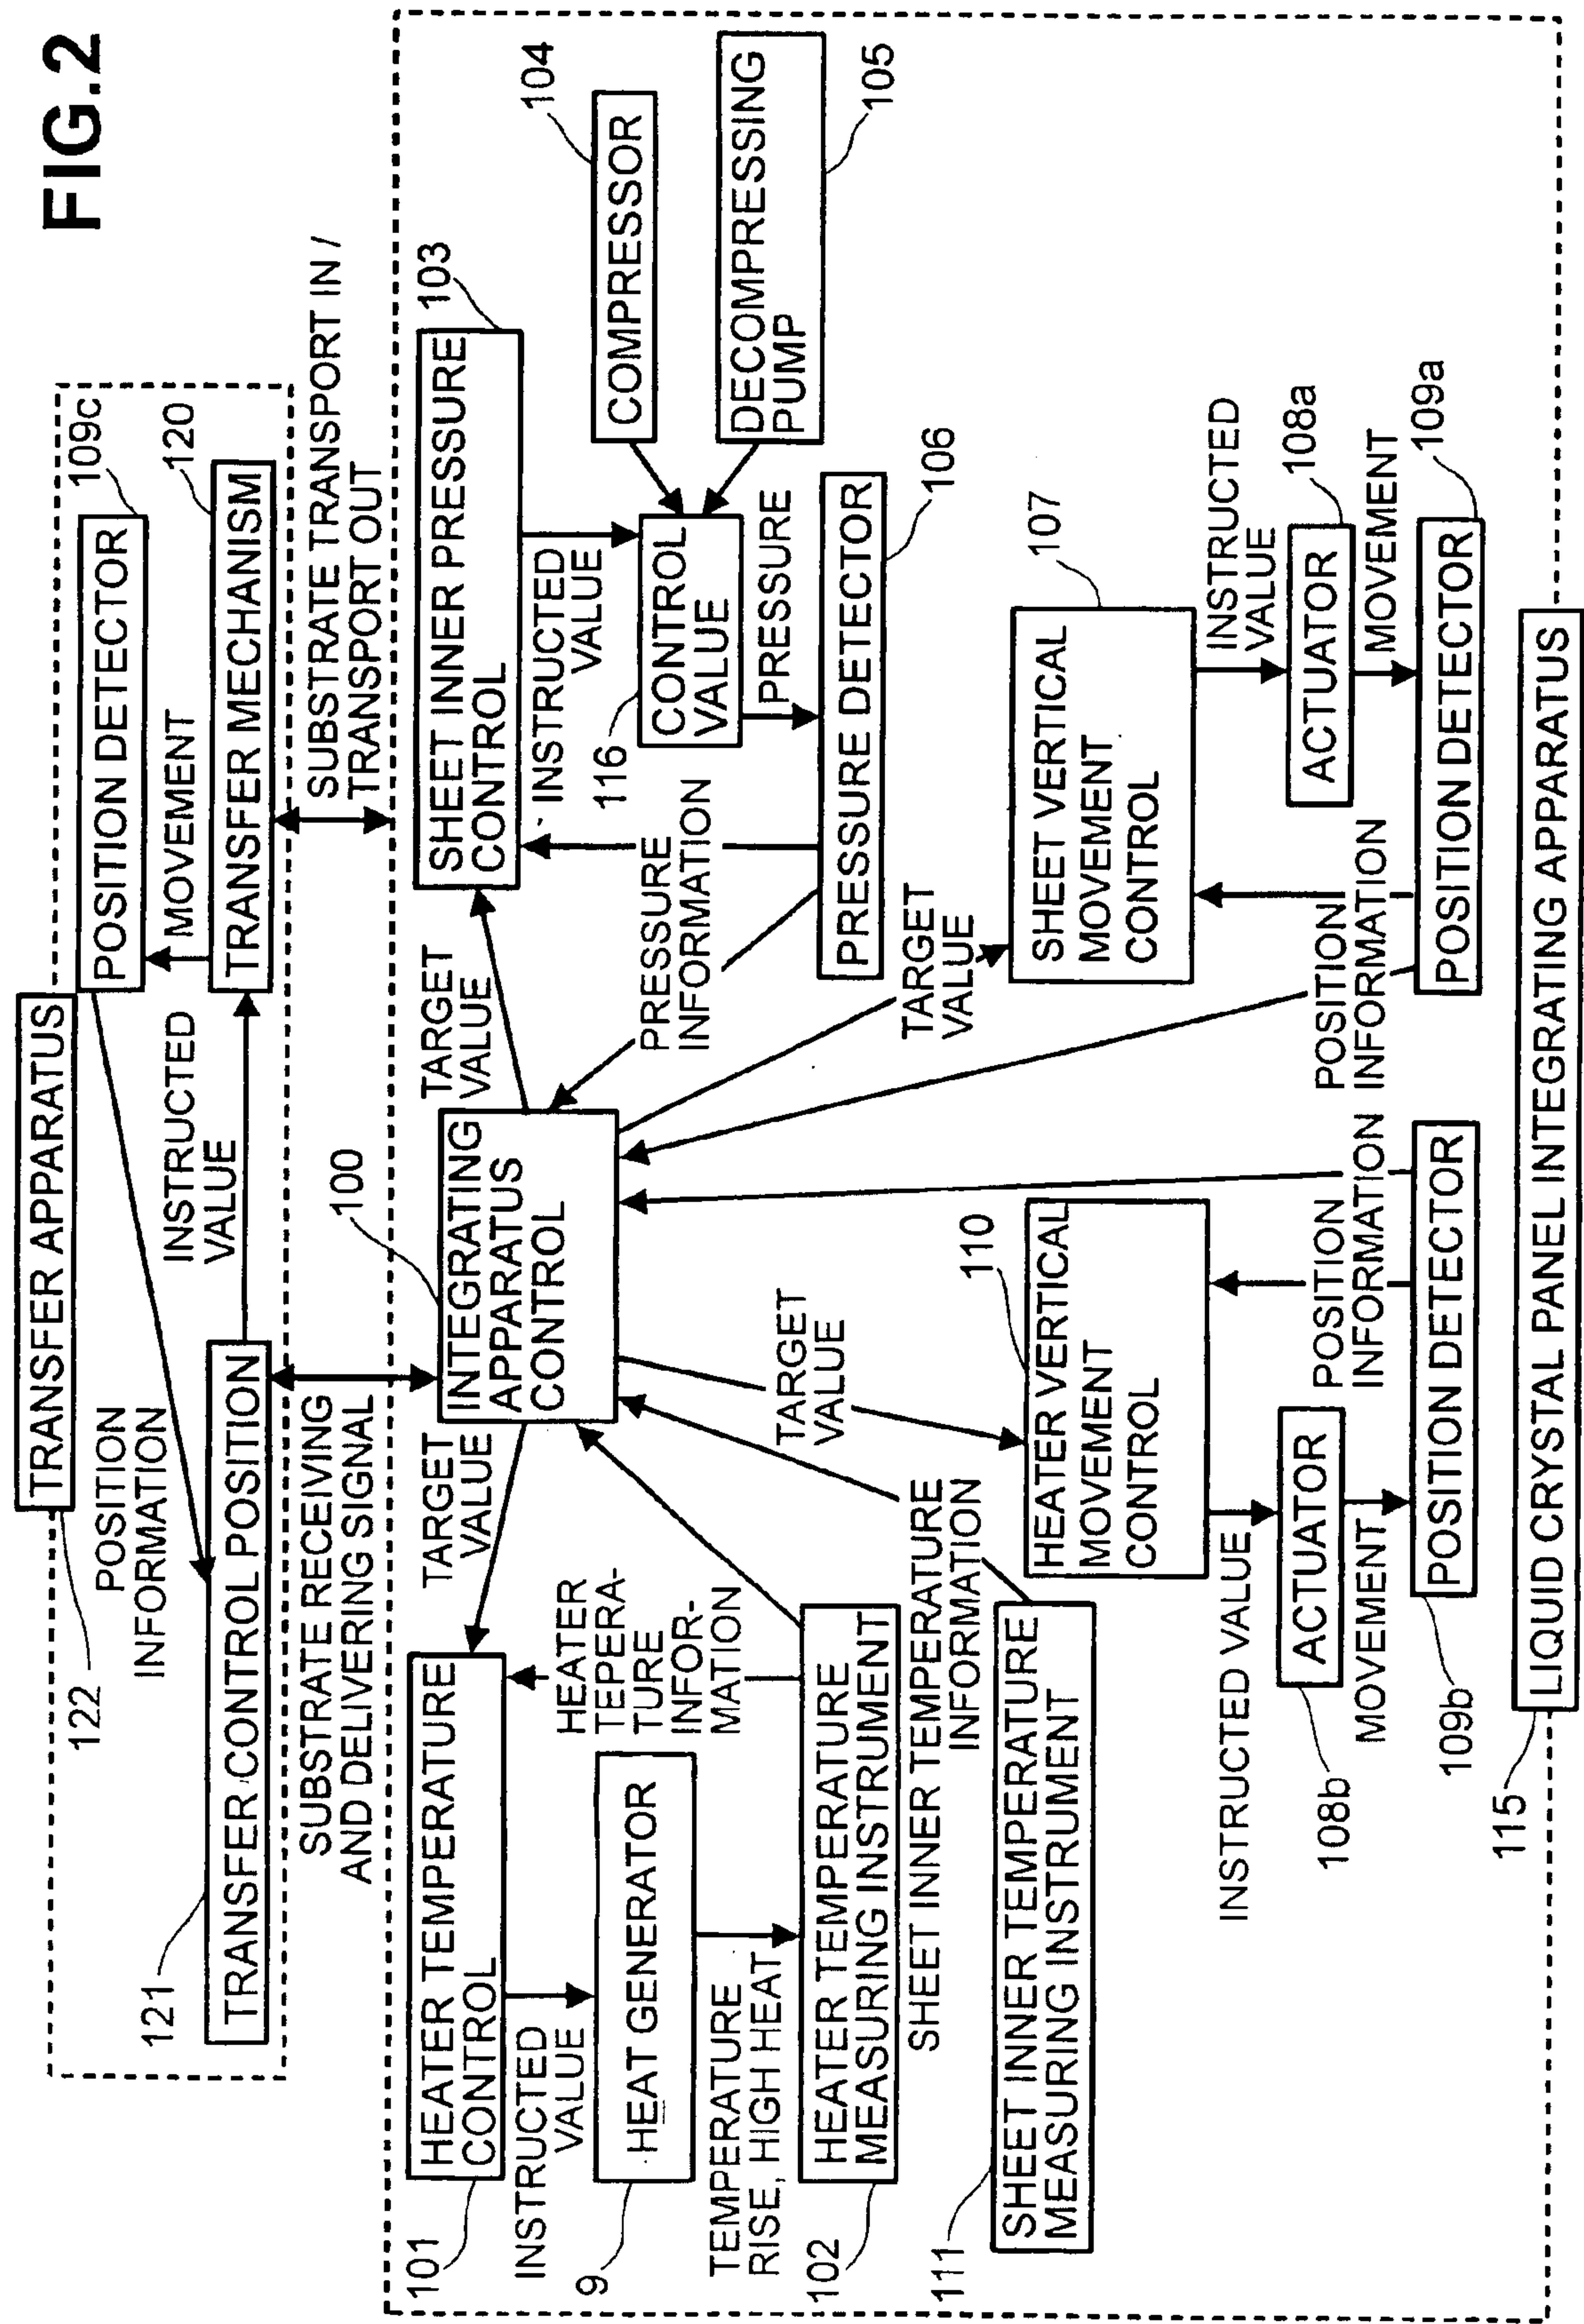 FIG.2
TRANSFER APPARATUS
122
POSITION
INFORMATION
POSITION DETECTOR
109c
MOVEMENT
INSTRUCTED
VALUE
121
TRANSFER CONTROL POSITION
TRANSFER MECHANISM
120
SUBSTRATE RECEIVING
AND DELIVERING SIGNAL
SUBSTRATE TRANSPORT IN /
TRANSPORT OUT
100
INTEGRATING
APPARATUS
CONTROL
TARGET
VALUE
101
HEATER TEMPERATURE
CONTROL
INSTRUCTED
VALUE
9
HEAT GENERATOR
HEATER
TEPERA-
TURE
INFOR-
MATION
TEMPERATURE
RISE, HIGH HEAT
102
HEATER TEMPERATURE
MEASURING INSTRUMENT
SHEET INNER TEMPERATURE
INFORMATION
111
SHEET INNER TEMPERATURE
MEASURING INSTRUMENT
TARGET
VALUE
SHEET INNER PRESSURE
CONTROL
103
INSTRUCTED
VALUE
104
COMPRESSOR
116
CONTROL
VALUE
DECOMPRESSING
PUMP
105
PRESSURE
PRESSURE
INFORMATION
PRESSURE DETECTOR
106
TARGET
VALUE
110
HEATER VERTICAL
MOVEMENT
CONTROL
INSTRUCTED VALUE
108b
ACTUATOR
MOVEMENT
POSITION
INFORMATION
109b
POSITION DETECTOR
TARGET
VALUE
107
SHEET VERTICAL
MOVEMENT
CONTROL
INSTRUCTED
VALUE
ACTUATOR
108a
MOVEMENT
POSITION
INFORMATION
POSITION DETECTOR
109a
115
LIQUID CRYSTAL PANEL INTEGRATING APPARATUS